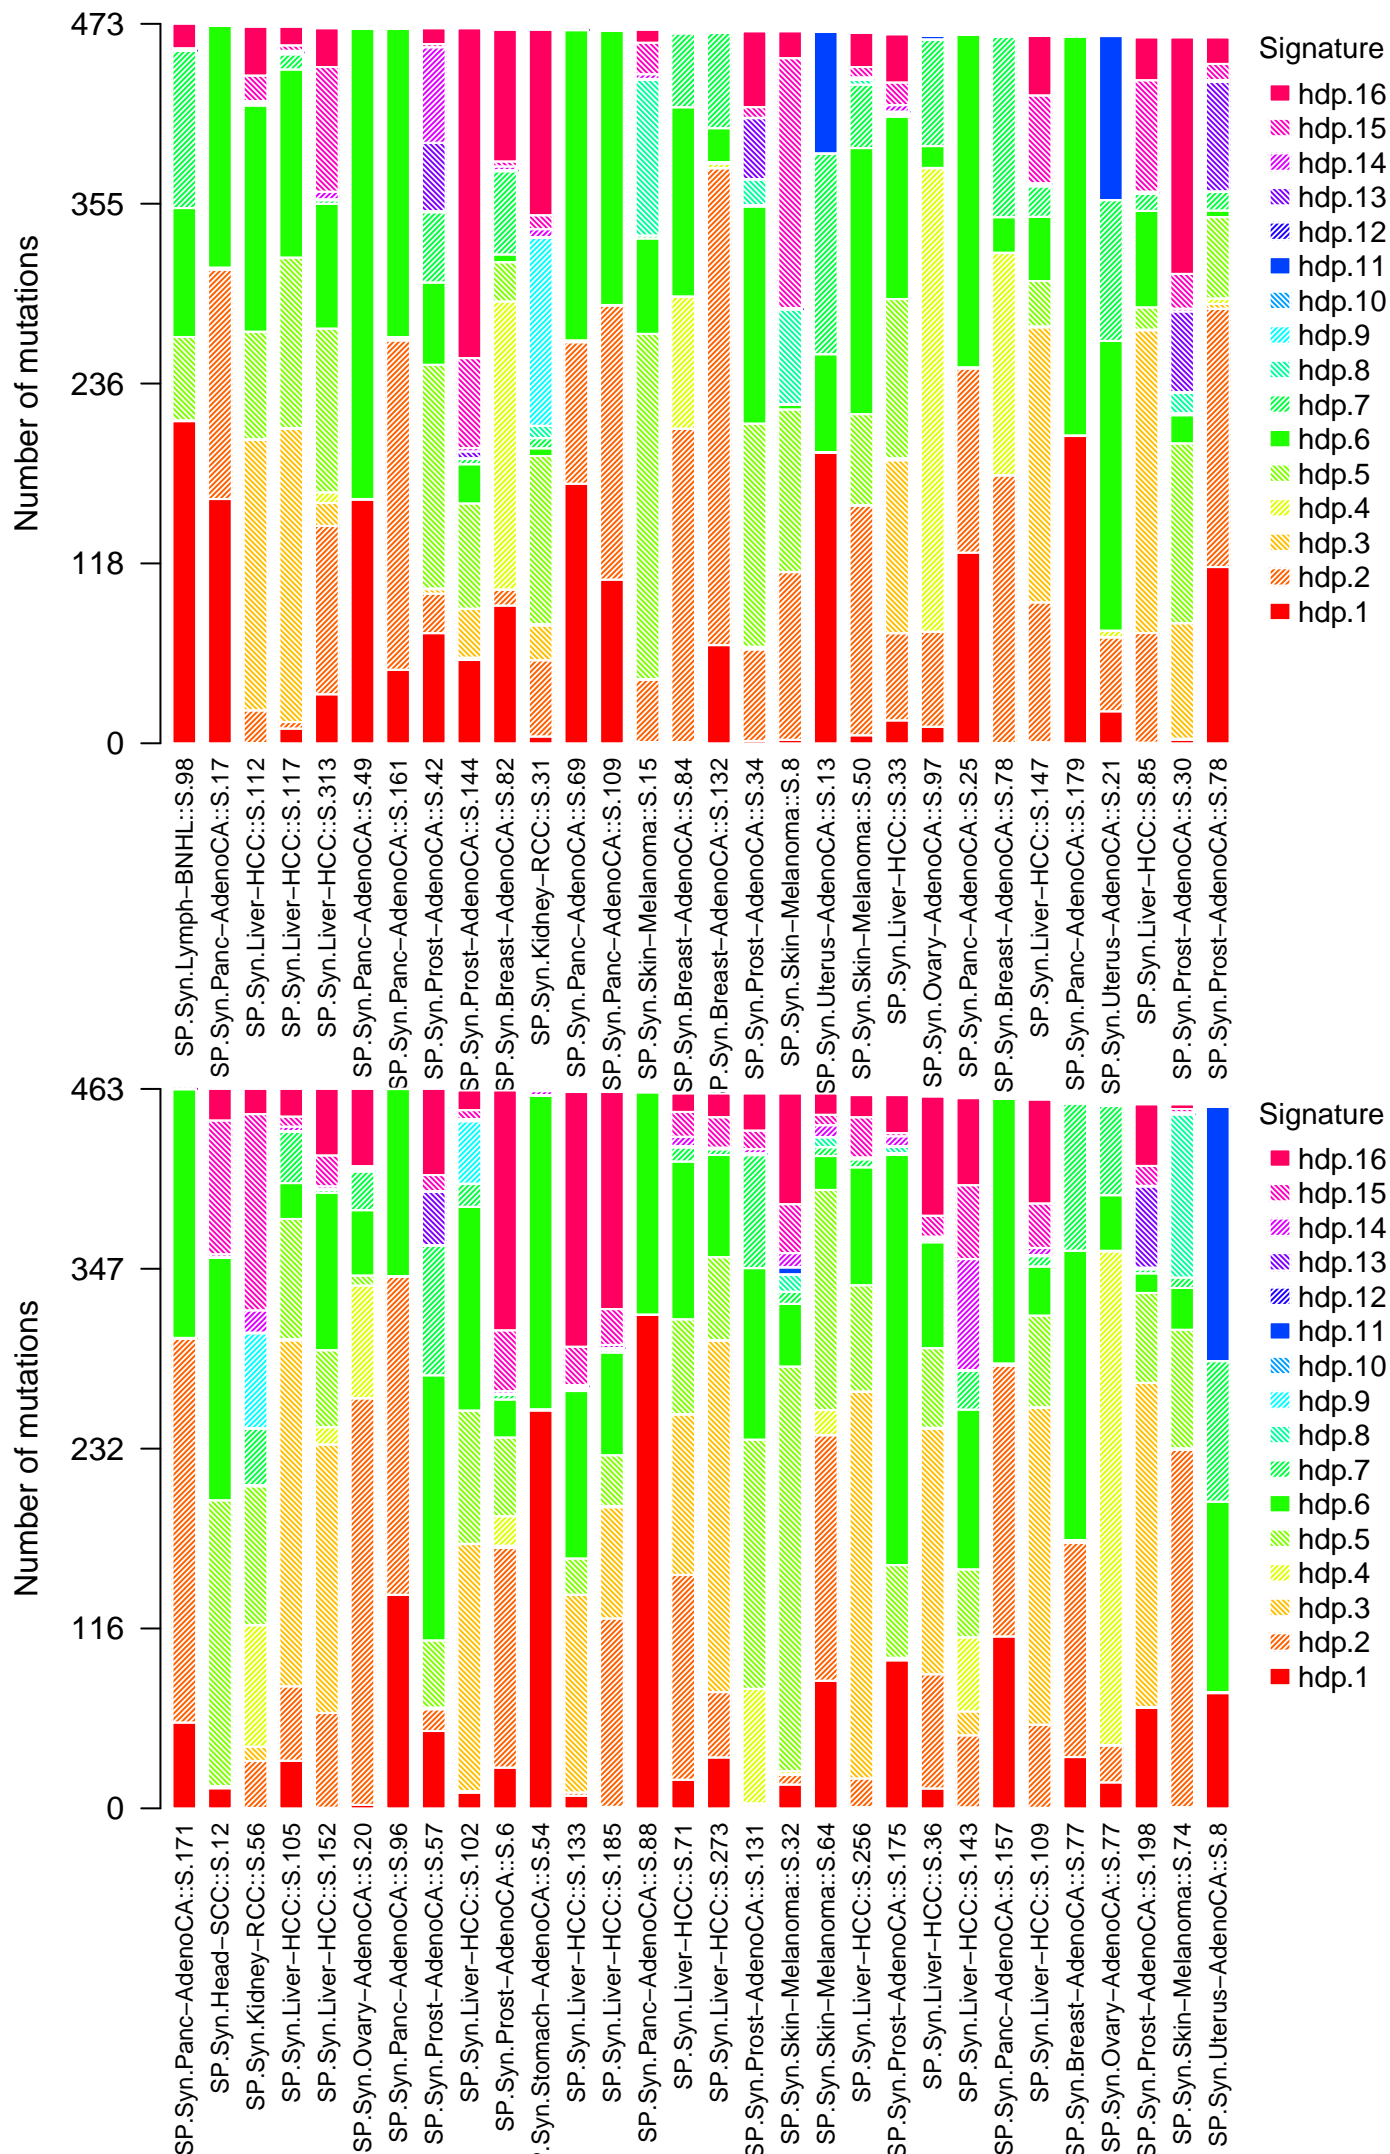 Number of mutations
473
355
236
118
0
SP.Syn.Lymph−BNHL::S.98
SP.Syn.Panc−AdenoCA::S.17
SP.Syn.Liver−HCC::S.112
SP.Syn.Liver−HCC::S.117
SP.Syn.Liver−HCC::S.313
SP.Syn.Panc−AdenoCA::S.49
SP.Syn.Panc−AdenoCA::S.161
SP.Syn.Prost−AdenoCA::S.42
SP.Syn.Prost−AdenoCA::S.144
SP.Syn.Breast−AdenoCA::S.82
SP.Syn.Kidney−RCC::S.31
SP.Syn.Panc−AdenoCA::S.69
SP.Syn.Panc−AdenoCA::S.109
SP.Syn.Skin−Melanoma::S.15
SP.Syn.Breast−AdenoCA::S.84
P.Syn.Breast−AdenoCA::S.132
SP.Syn.Prost−AdenoCA::S.34
SP.Syn.Skin−Melanoma::S.8
SP.Syn.Uterus−AdenoCA::S.13
SP.Syn.Skin−Melanoma::S.50
SP.Syn.Liver−HCC::S.33
SP.Syn.Ovary−AdenoCA::S.97
SP.Syn.Panc−AdenoCA::S.25
SP.Syn.Breast−AdenoCA::S.78
SP.Syn.Liver−HCC::S.147
SP.Syn.Panc−AdenoCA::S.179
SP.Syn.Uterus−AdenoCA::S.21
SP.Syn.Liver−HCC::S.85
SP.Syn.Prost−AdenoCA::S.30
SP.Syn.Prost−AdenoCA::S.78
Signature
hdp.16
hdp.15
hdp.14
hdp.13
hdp.12
hdp.11
hdp.10
hdp.9
hdp.8
hdp.7
hdp.6
hdp.5
hdp.4
hdp.3
hdp.2
hdp.1
Number of mutations
463
347
232
116
0
SP.Syn.Panc−AdenoCA::S.171
SP.Syn.Head−SCC::S.12
SP.Syn.Kidney−RCC::S.56
SP.Syn.Liver−HCC::S.105
SP.Syn.Liver−HCC::S.152
SP.Syn.Ovary−AdenoCA::S.20
SP.Syn.Panc−AdenoCA::S.96
SP.Syn.Prost−AdenoCA::S.57
SP.Syn.Liver−HCC::S.102
SP.Syn.Prost−AdenoCA::S.6
P.Syn.Stomach−AdenoCA::S.54
SP.Syn.Liver−HCC::S.133
SP.Syn.Liver−HCC::S.185
SP.Syn.Panc−AdenoCA::S.88
SP.Syn.Liver−HCC::S.71
SP.Syn.Liver−HCC::S.273
SP.Syn.Prost−AdenoCA::S.131
SP.Syn.Skin−Melanoma::S.32
SP.Syn.Skin−Melanoma::S.64
SP.Syn.Liver−HCC::S.256
SP.Syn.Prost−AdenoCA::S.175
SP.Syn.Liver−HCC::S.36
SP.Syn.Liver−HCC::S.143
SP.Syn.Panc−AdenoCA::S.157
SP.Syn.Liver−HCC::S.109
SP.Syn.Breast−AdenoCA::S.77
SP.Syn.Ovary−AdenoCA::S.77
SP.Syn.Prost−AdenoCA::S.198
SP.Syn.Skin−Melanoma::S.74
SP.Syn.Uterus−AdenoCA::S.8
Signature
hdp.16
hdp.15
hdp.14
hdp.13
hdp.12
hdp.11
hdp.10
hdp.9
hdp.8
hdp.7
hdp.6
hdp.5
hdp.4
hdp.3
hdp.2
hdp.1